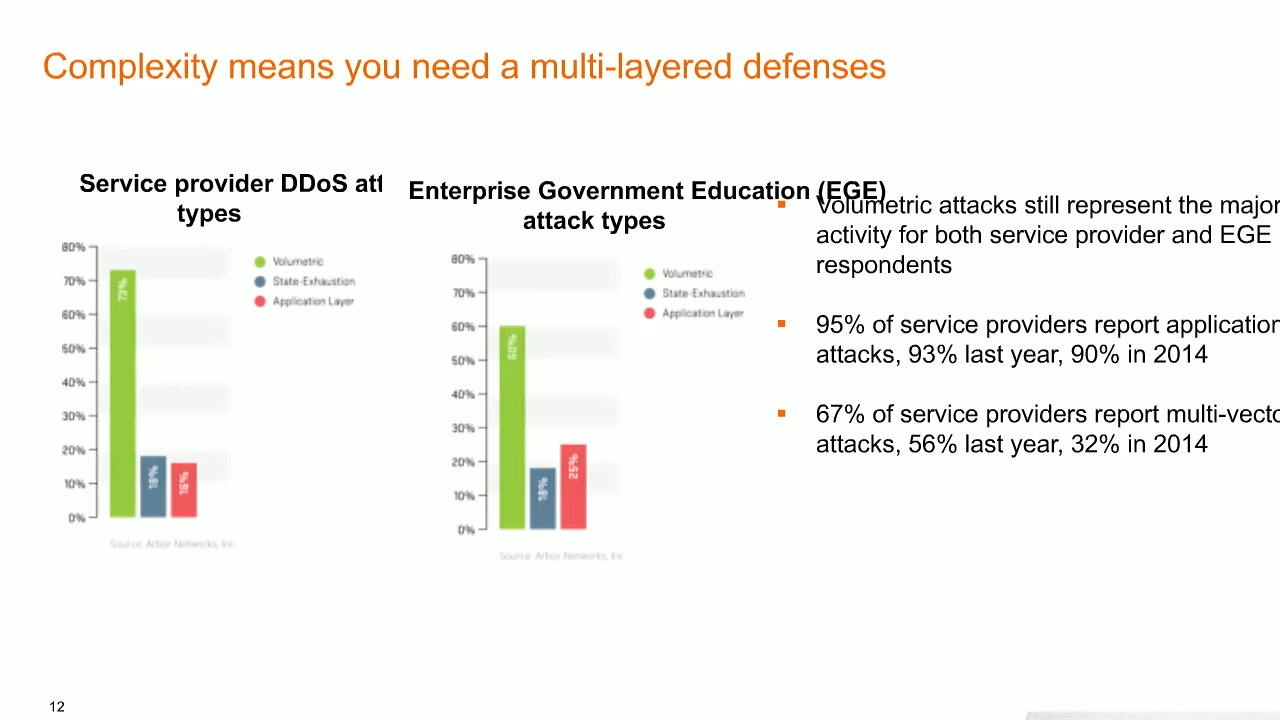 Complexity means you need a multi-layered defenses
Service provider DDoS att
types
80%
70%
60%
50%
40%
30%
20%
10%
0%
73%
18%
16%
Volumetric
State-Exhaustion
Application Layer
Source: Arbor Networks, Inc.
Enterprise Government Education (EGE)
attack types
80%
70%
60%
50%
40%
30%
20%
10%
0%
60%
18%
25%
Volumetric
State-Exhaustion
Application Layer
Source: Arbor Networks, Inc
Volumetric attacks still represent the major
activity for both service provider and EGE
respondents
95% of service providers report application
attacks, 93% last year, 90% in 2014
67% of service providers report multi-vecto
attacks, 56% last year, 32% in 2014
12